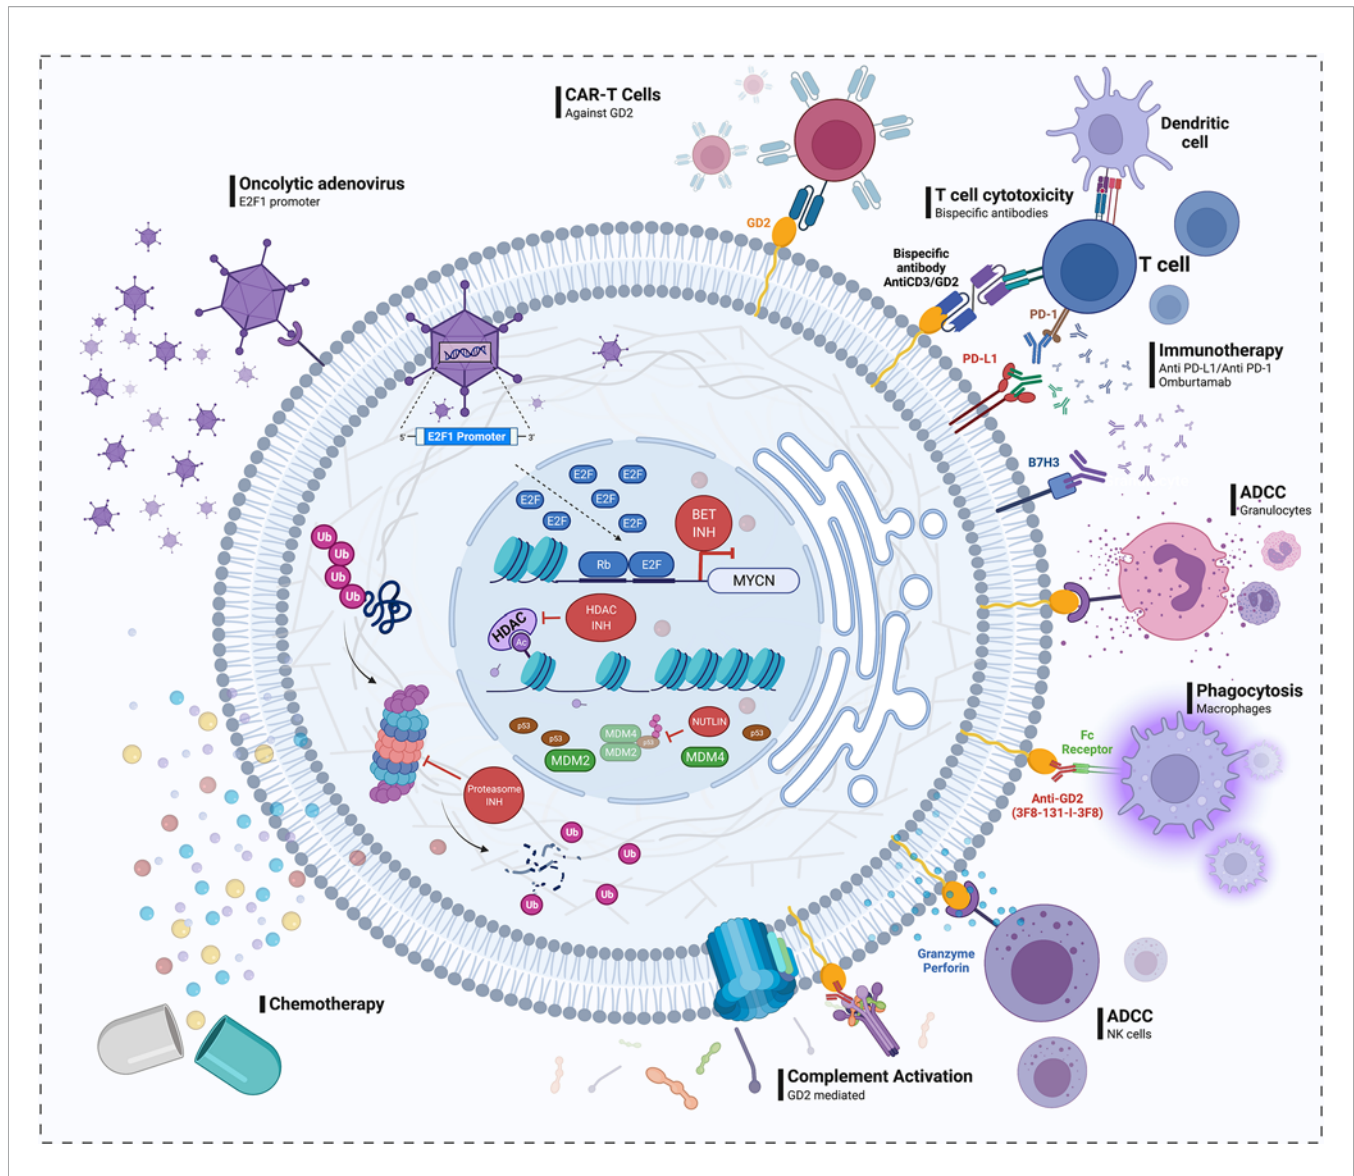 CAR-T Cells
Against GD2
Dendritic
cell
Oncolytic adenovirus
E2F1 promoter
T cell cytotoxicity
Bispecific antibodies
GD2
Bispecific
antibody
AntiCD3/GD2
T cell
PD-1
PD-L1
Immunotherapy
Anti PD-L1/Anti PD-1
Omburtamab
5'
E2F1 Promoter
3'
B7H3
ADCC
Granulocytes
E2F
E2F
E2F
E2F
E2F
E2F
BET
INH
Rb
E2F
MYCN
Ub
Ub
Ub
Ub
HDAC
Ac
HDAC
INH
Phagocytosis
Macrophages
Fc
Receptor
Anti-GD2
(3F8-131-I-3F8)
p53
p53
MDM4
MDM2
p53
NUTLIN
p53
MDM2
MDM4
Proteasome
INH
Ub
Ub
Ub
Ub
Granzyme
Perforin
ADCC
NK cells
Chemotherapy
Complement Activation
GD2 mediated